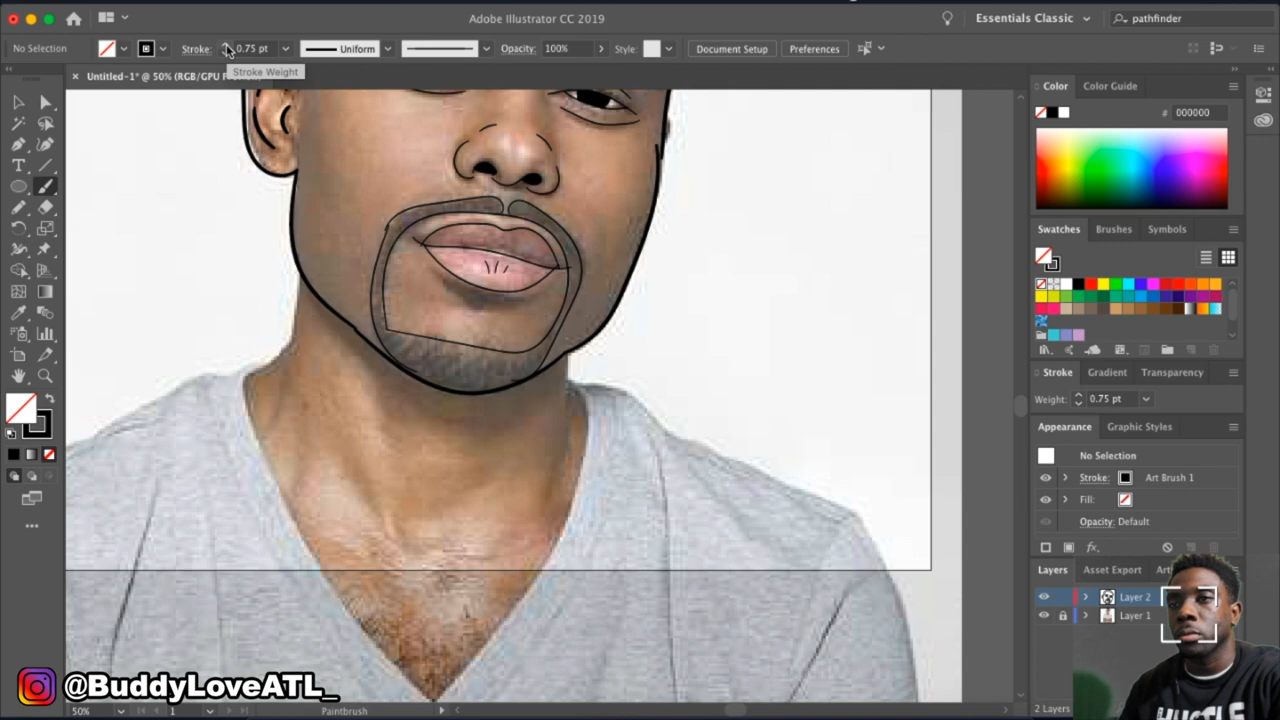 Adobe Illustrator CC 2019
Essentials Classic
pathfinder
No Selection
Stroke:
0.75 pt
Uniform
Opacity:
100%
Style:
Document Setup
Preferences
Stroke Weight
× Untitled-1* @ 50% (RGB/GPU
Color
Color Guide
# 000000
Swatches
Brushes
Symbols
Stroke
Gradient
Transparency
Weight:
0.75 pt
Appearance
Graphic Styles
No Selection
Stroke:
Art Brush 1
Fill:
Opacity: Default
fx.
Layers
Asset Export
Layer 2
Layer 1
2 Layers
HUSTLE
@BuddyLoveATL_
50%
1
Paintbrush